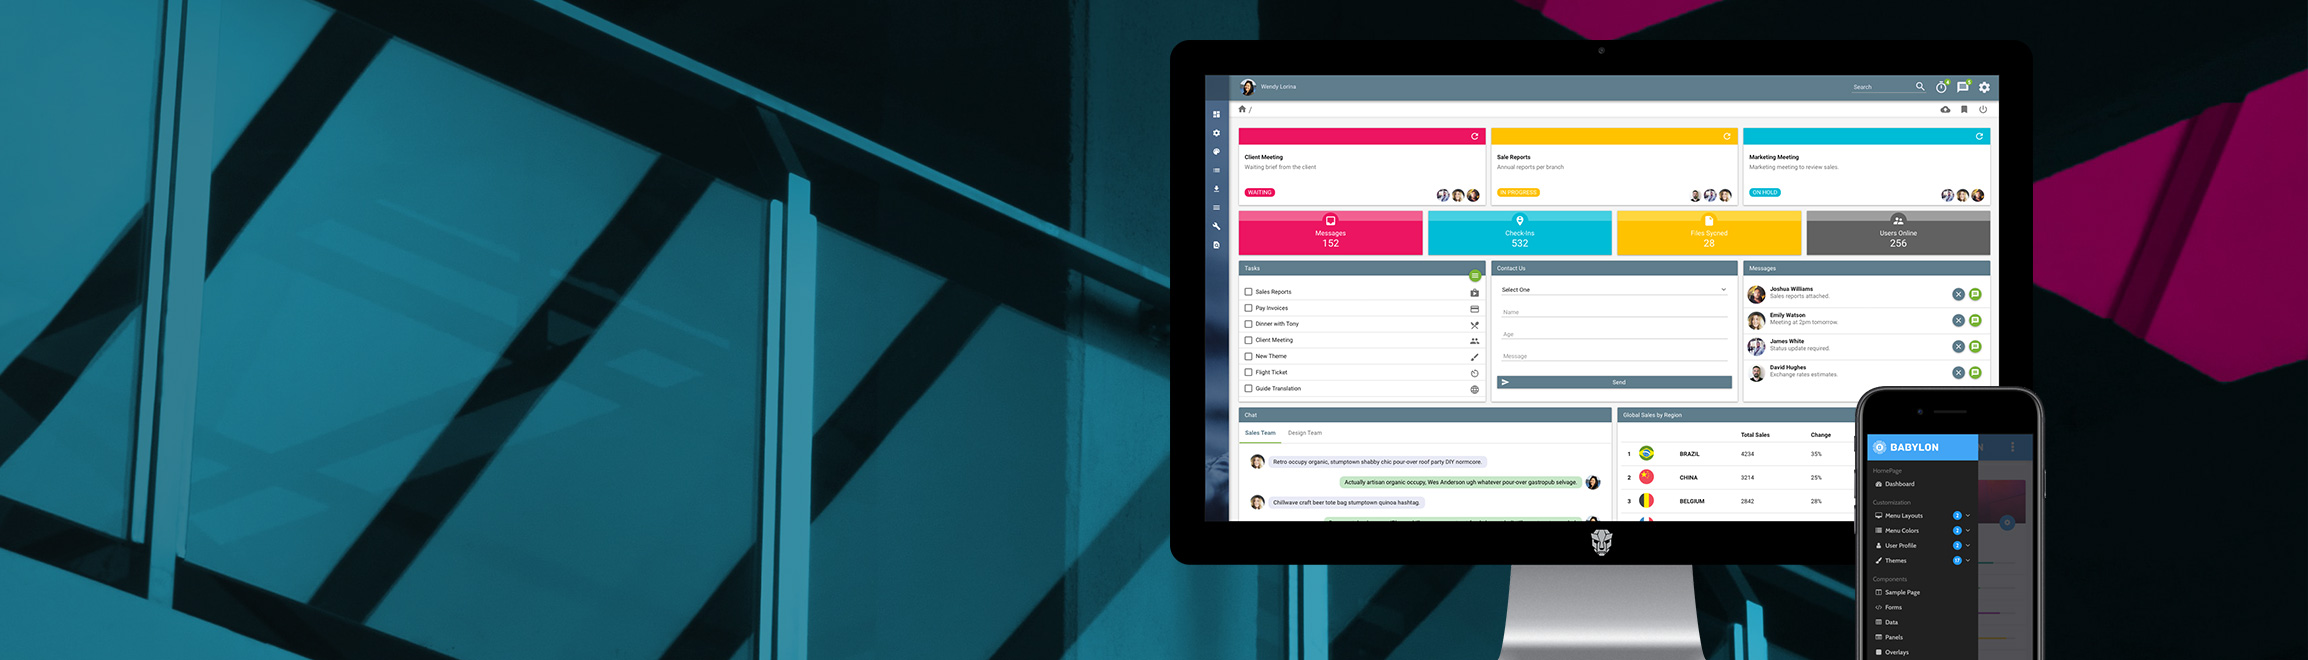 Wendy Lorina
Search
4
5
/
Client Meeting
Waiting brief from the client
WAITING
Sale Reports
Annual reports per branch
IN PROGRESS
Marketing Meeting
Marketing meeting to review sales.
ON HOLD
Messages
152
Check-Ins
532
Files Sycned
28
Users Online
256
Tasks
Sales Reports
Pay Invoices
Dinner with Tony
Client Meeting
New Theme
Flight Ticket
Guide Translation
Contact Us
Select One
Name
Age
Message
Send
Messages
Joshua Williams
Sales reports attached.
Emily Watson
Meeting at 2pm tomorrow.
James White
Status update required.
David Hughes
Exchange rates estimates.
Chat
Sales Team Design Team
Retro occupy organic, stumptown shabby chic pour-over roof party DIY normcore.
Actually artisan organic occupy, Wes Anderson ugh whatever pour-over gastropub selvage.
Chillwave craft beer tote bag stumptown quinoa hashtag.
Global Sales by Region
Total Sales Change
1 BRAZIL 4234 35%
2 CHINA 3214 25%
3 BELGIUM 2842 28%
BABYLON
N
HomePage
Dashboard
Customization
Menu Layouts 2
Menu Colors 3
User Profile 2
Themes 17
Components
Sample Page
Forms
Data
Panels
Overlays